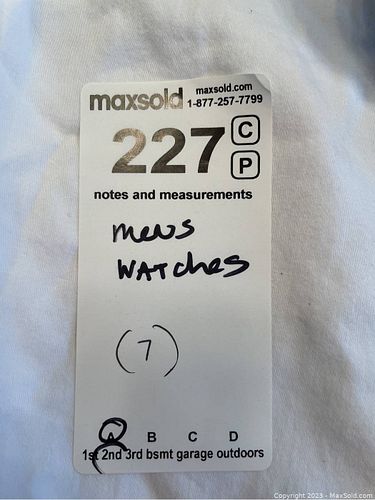 maxsold maxsold.com
1-877-257-7799
227 C
P
notes and measurements
mens
WATches
(7)
A B C D
1st 2nd 3rd bsmt garage outdoors
Copyright 2023 - MaxSold.com